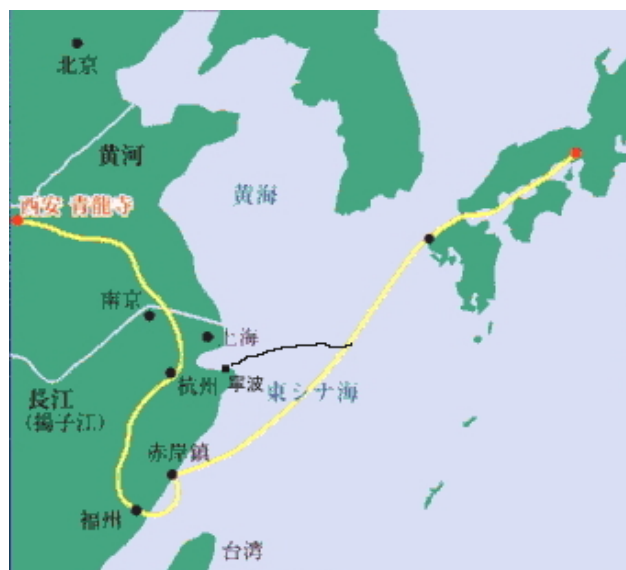 北京
黄河
西安 青龍寺
黄海
南京
上海
寧波
杭州
東シナ海
長江
(揚子江)
赤岸鎮
福州
台湾